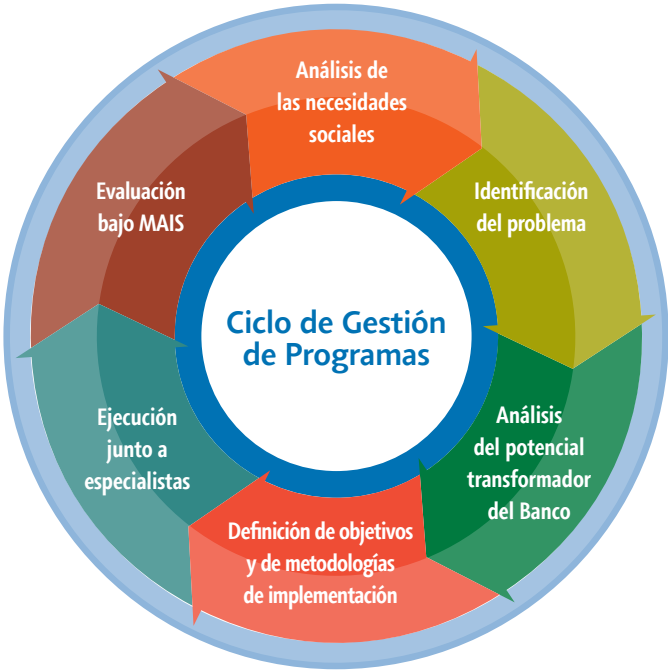 Análisis de
las necesidades
sociales
Identificación
del problema
Análisis
del potencial
transformador
del Banco
Definición de objetivos
y de metodologías
de implementación
Ejecución
junto a
especialistas
Evaluación
bajo MAIS
Ciclo de Gestión
de Programas